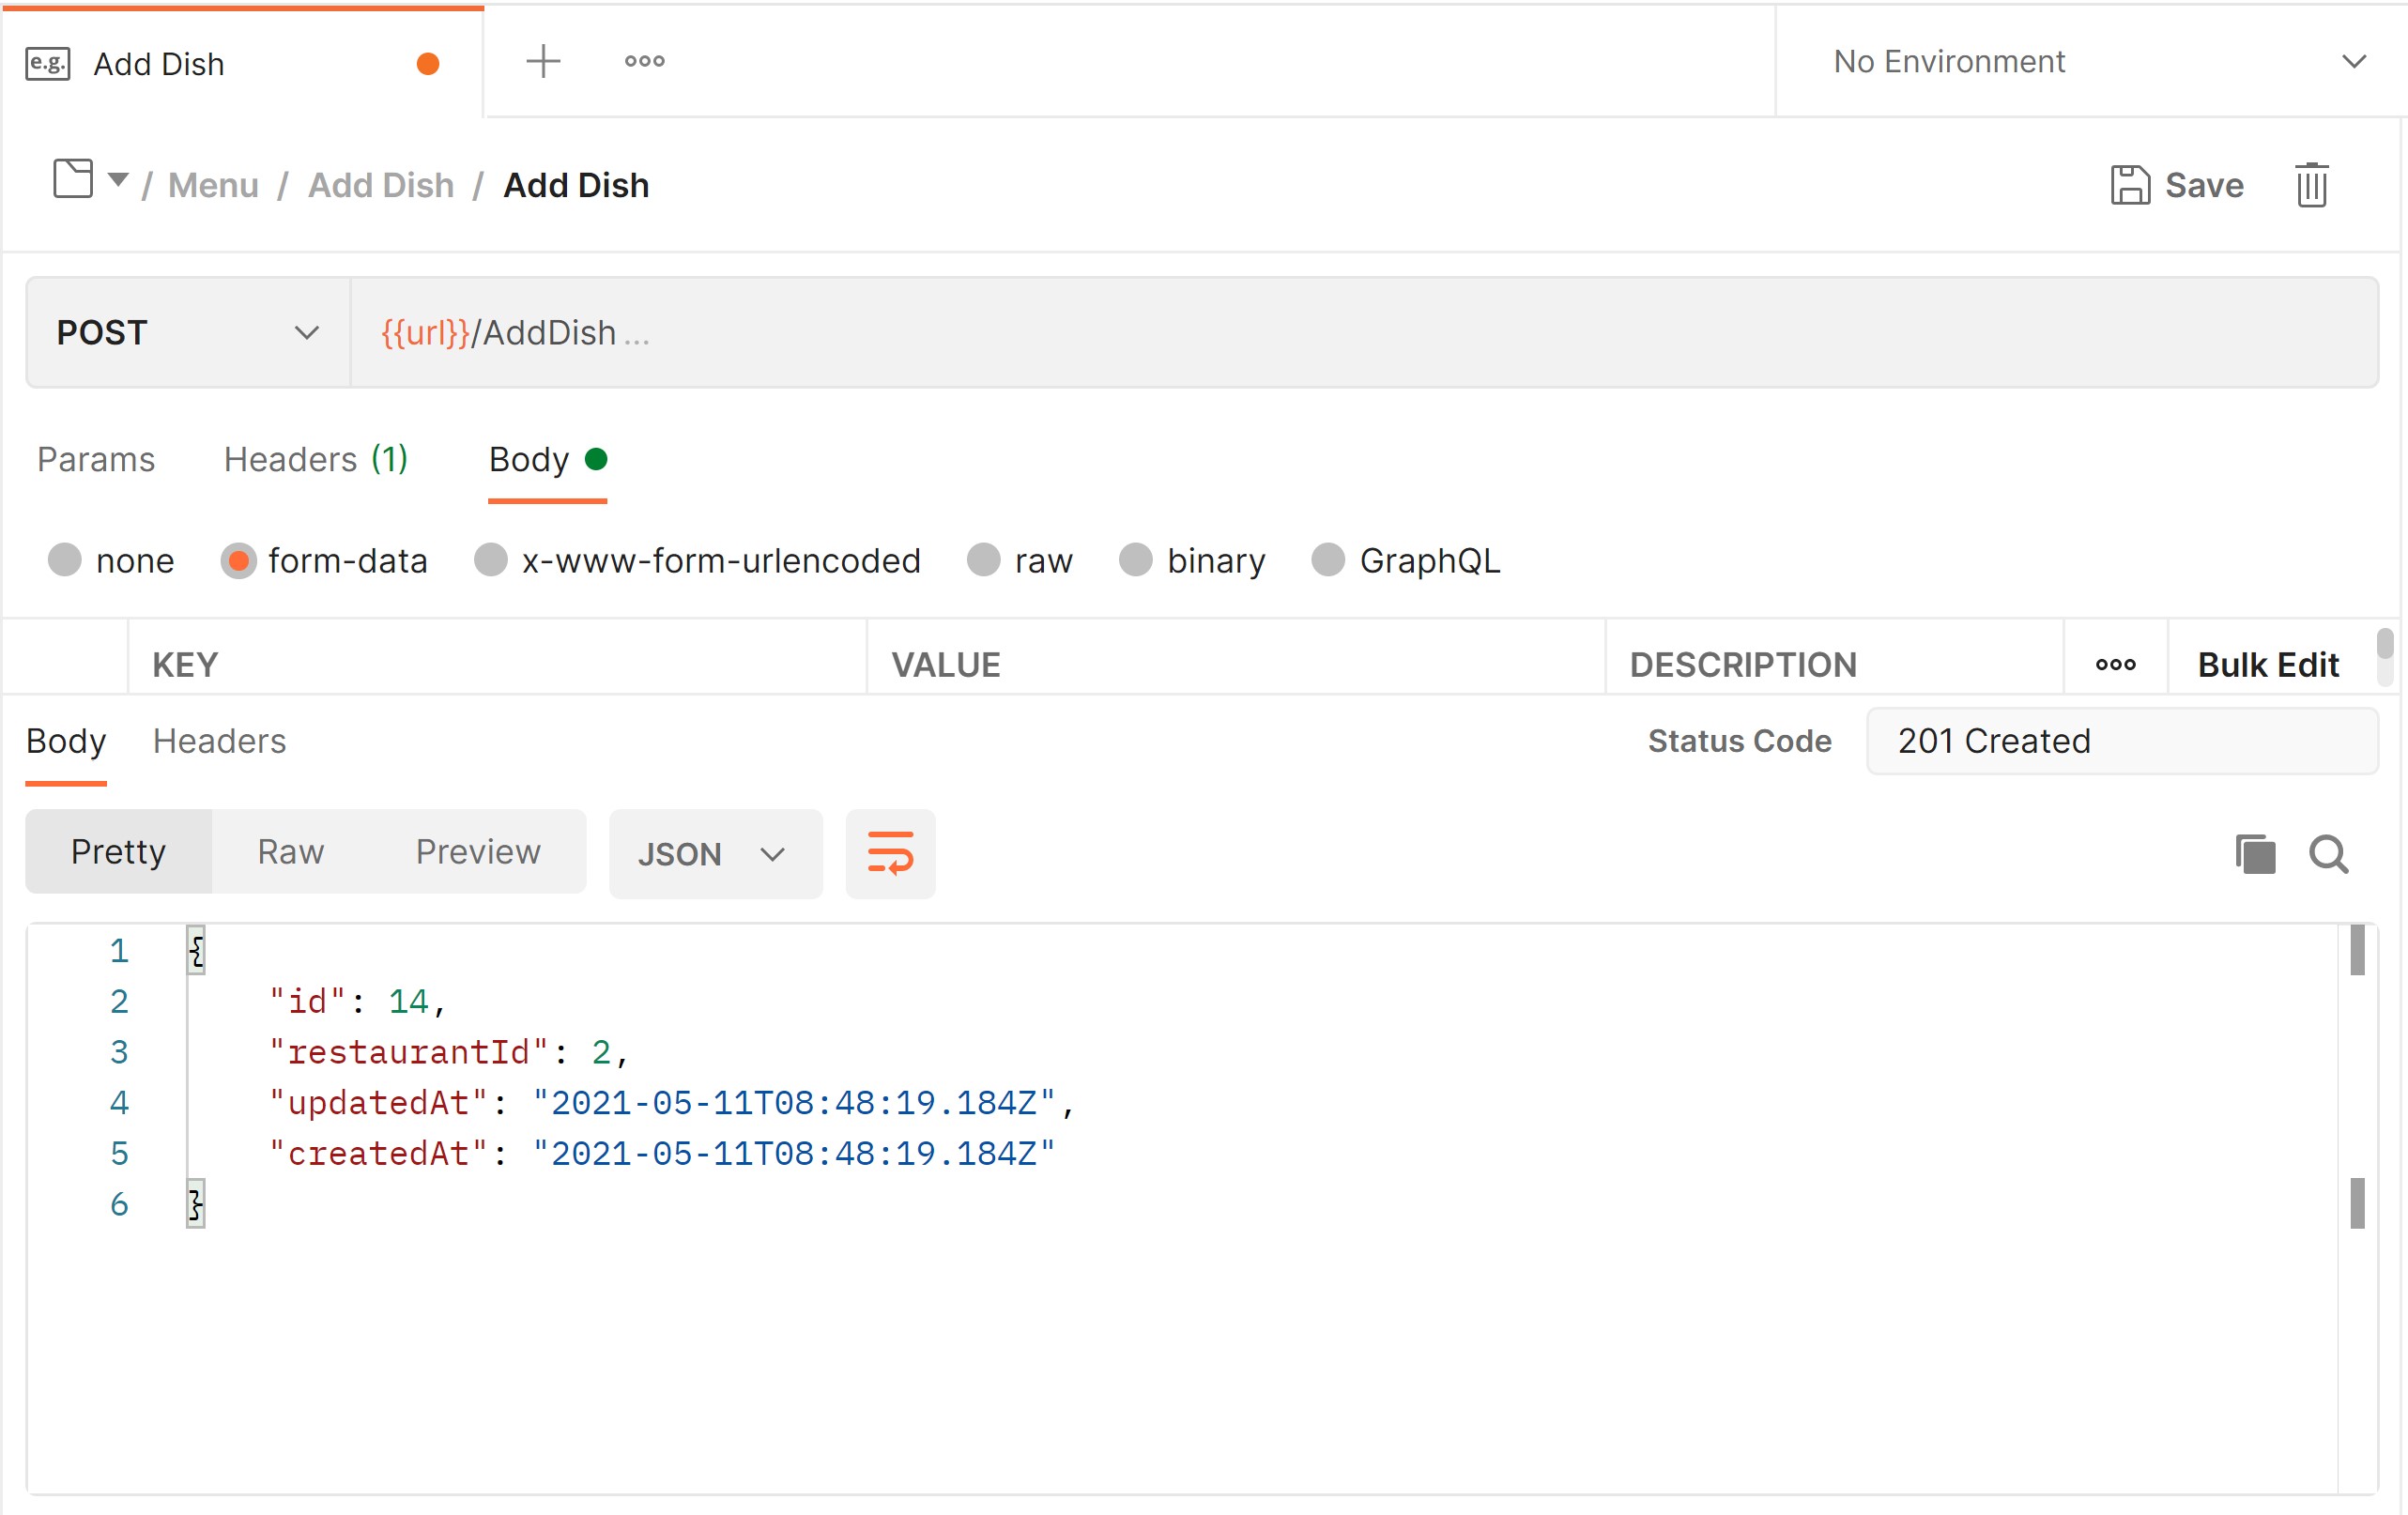 e.g. Add Dish No Environment
/ Menu / Add Dish / Add Dish Save
POST {{url}}/AddDish ...
Params Headers (1) Body
none form-data x-www-form-urlencoded raw binary GraphQL
KEY VALUE DESCRIPTION Bulk Edit
Body Headers Status Code 201 Created
Pretty Raw Preview JSON
1 {
2 "id": 14,
3 "restaurantId": 2,
4 "updatedAt": "2021-05-11T08:48:19.184Z",
5 "createdAt": "2021-05-11T08:48:19.184Z"
6 }